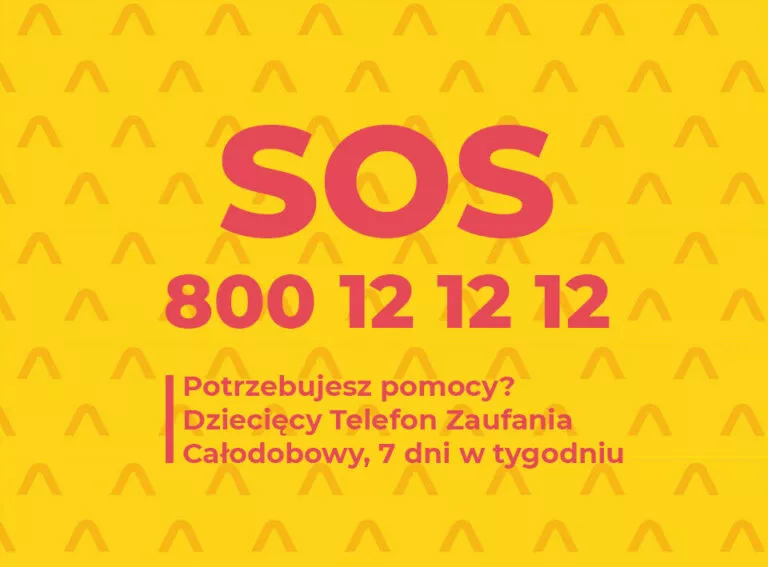 SOS
800 12 12 12
Potrzebujesz pomocy?
Dziecięcy Telefon Zaufania
Całodobowy, 7 dni w tygodniu